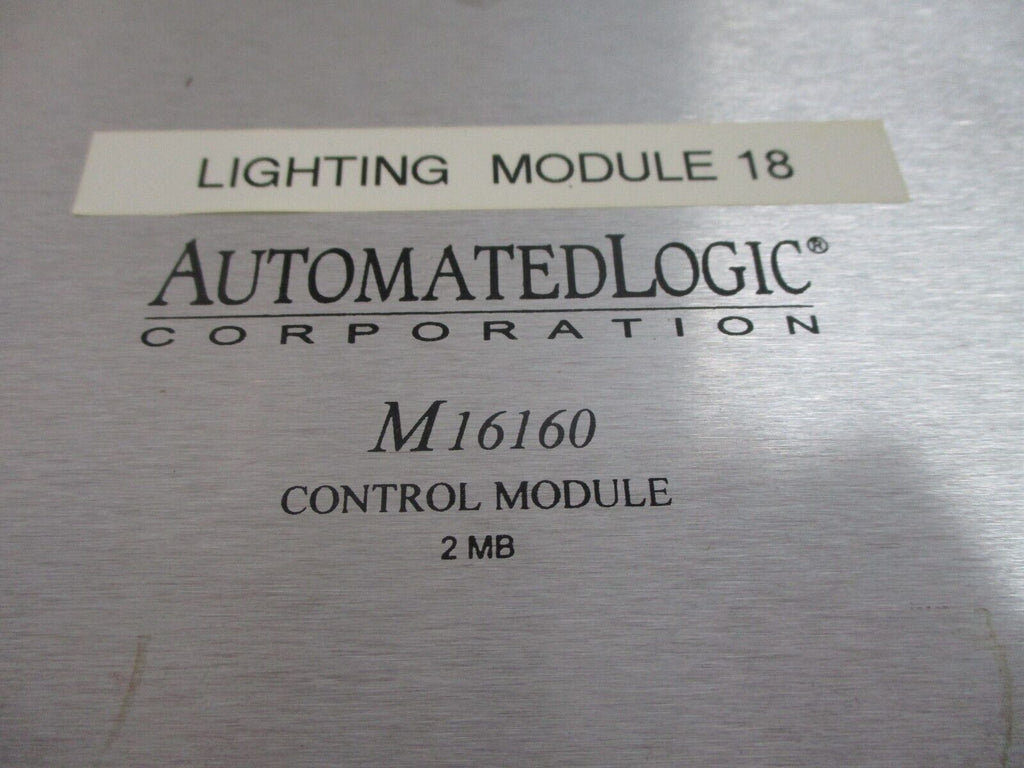 LIGHTING MODULE 18
AUTOMATEDLOGIC®
CORPORATION
M16160
CONTROL MODULE
2 MB